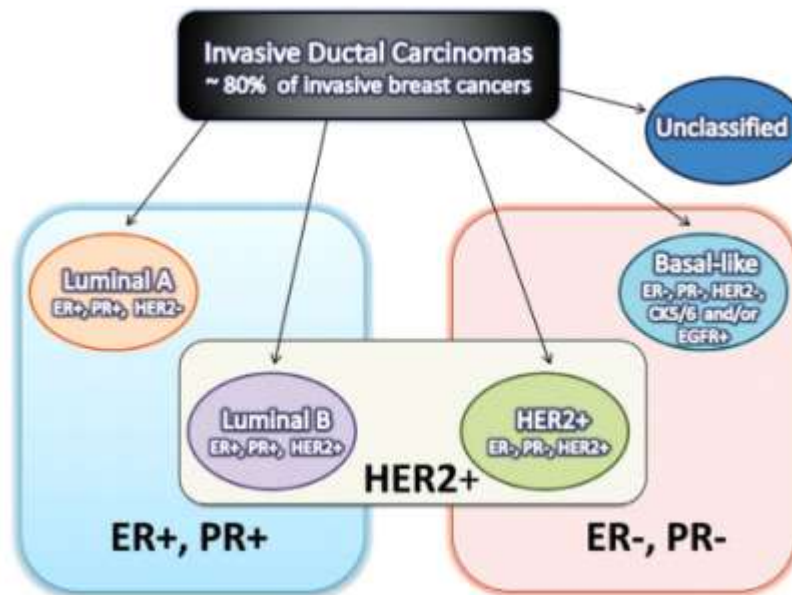 Invasive Ductal Carcinomas
~ 80% of invasive breast cancers
Unclassified
Luminal A
ER+, PR+, HER2-
Basal-like
ER-, PR-, HER2-,
CK5/6 and/or
EGFR+
Luminal B
ER+, PR+, HER2+
HER2+
ER-, PR-, HER2+
HER2+
ER+, PR+
ER-, PR-